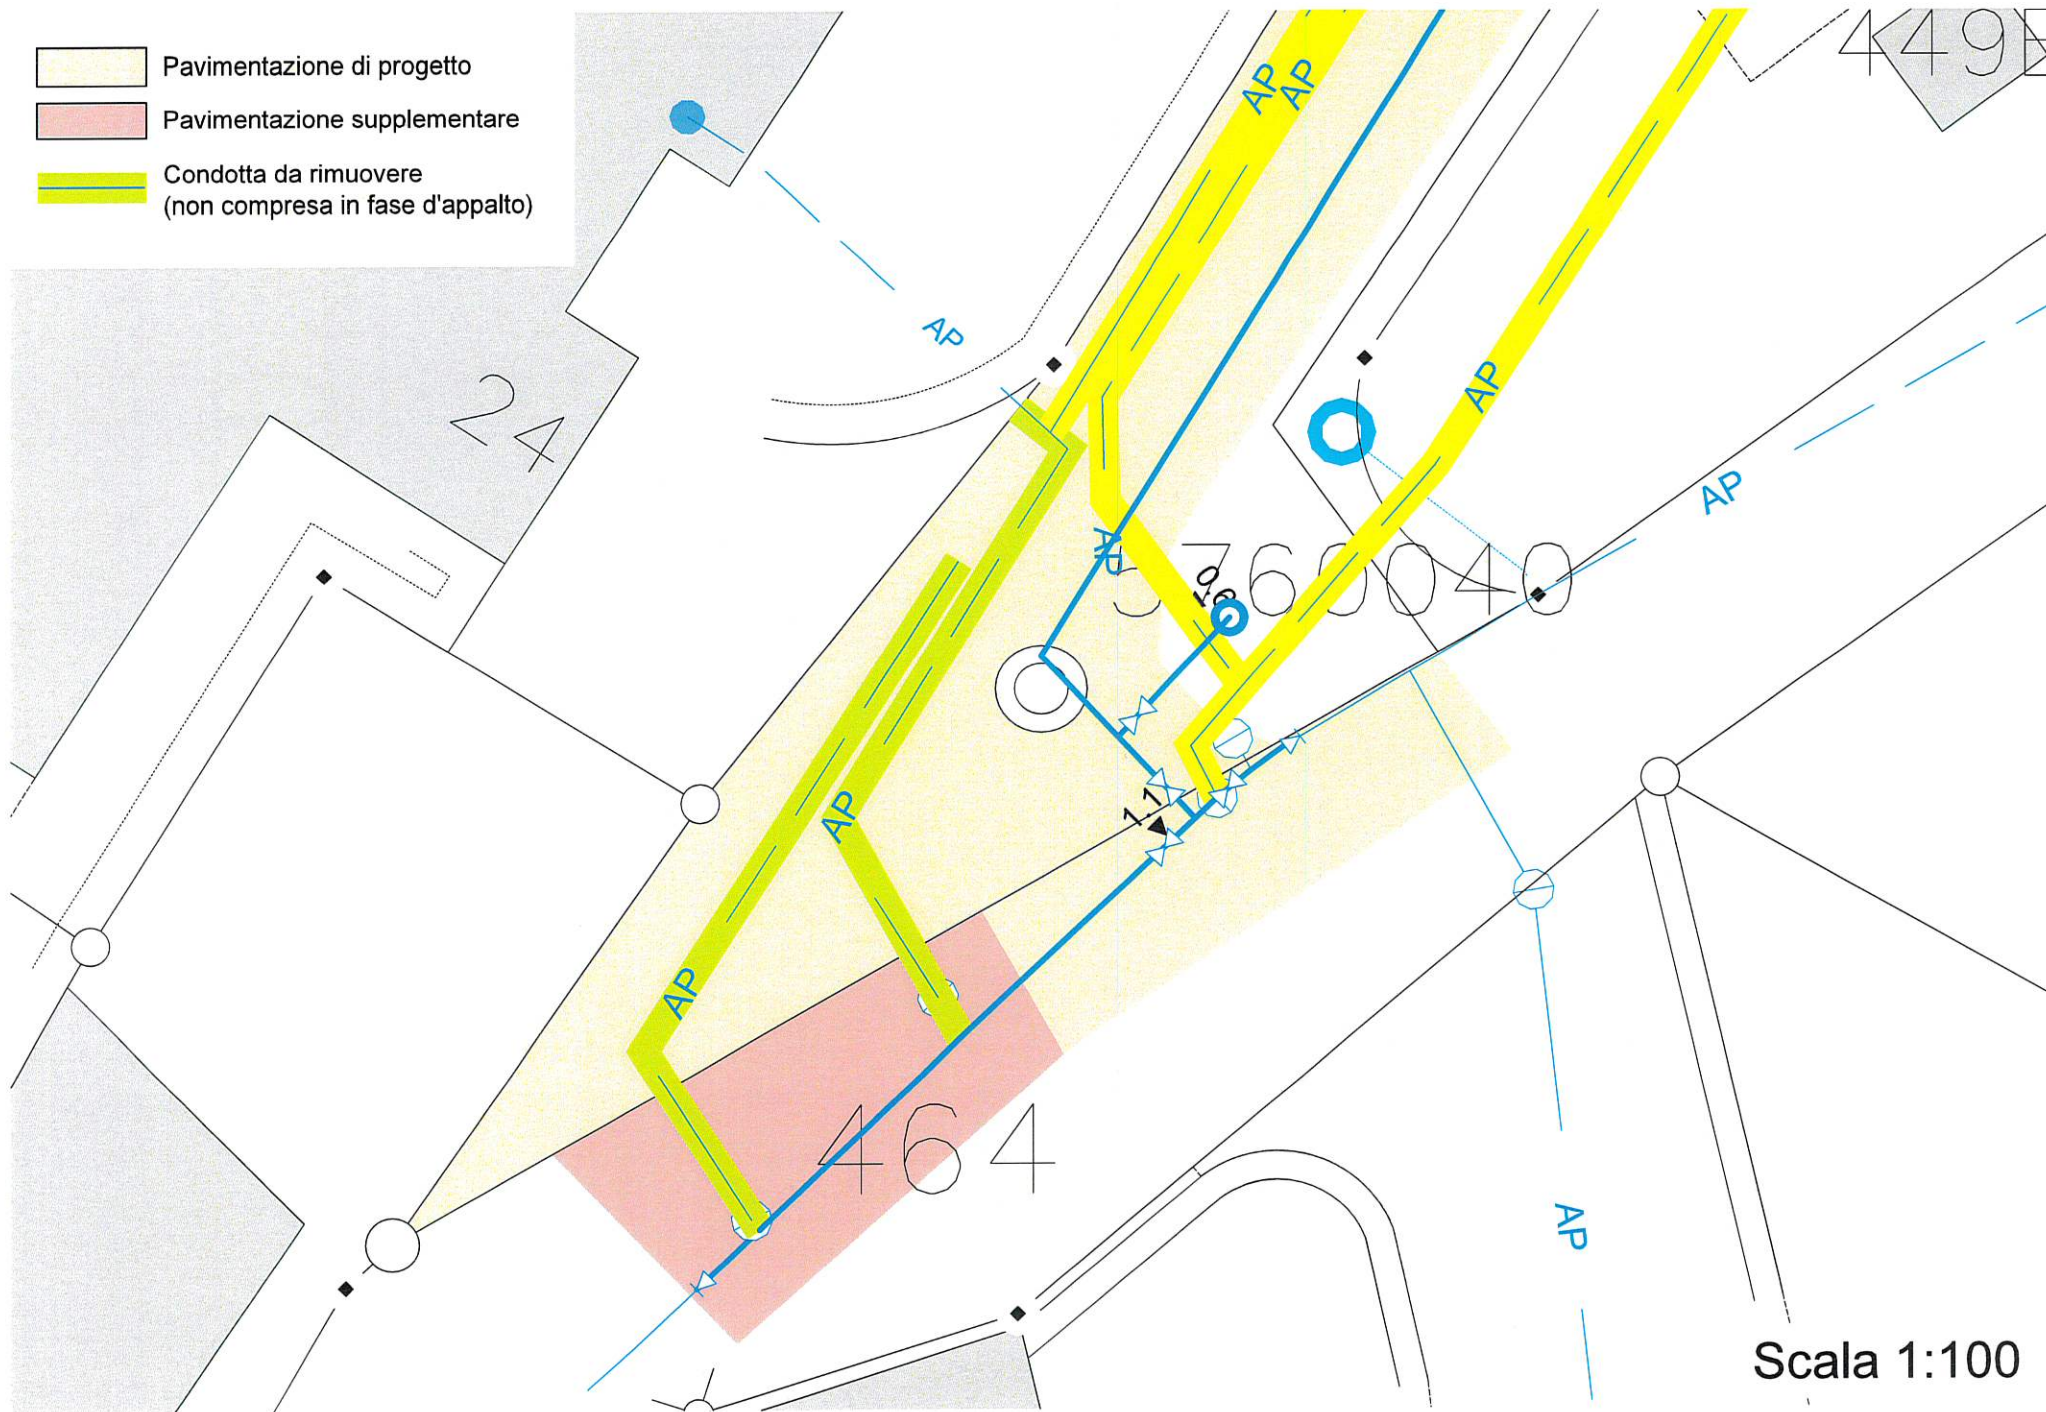 Pavimentazione di progetto
Pavimentazione supplementare
Condotta da rimuovere
(non compresa in fase d'appalto)
AP
AP
AP
24
AP
AP
AP
AP
1.1
AP
AP
464
AP
Scala 1:100